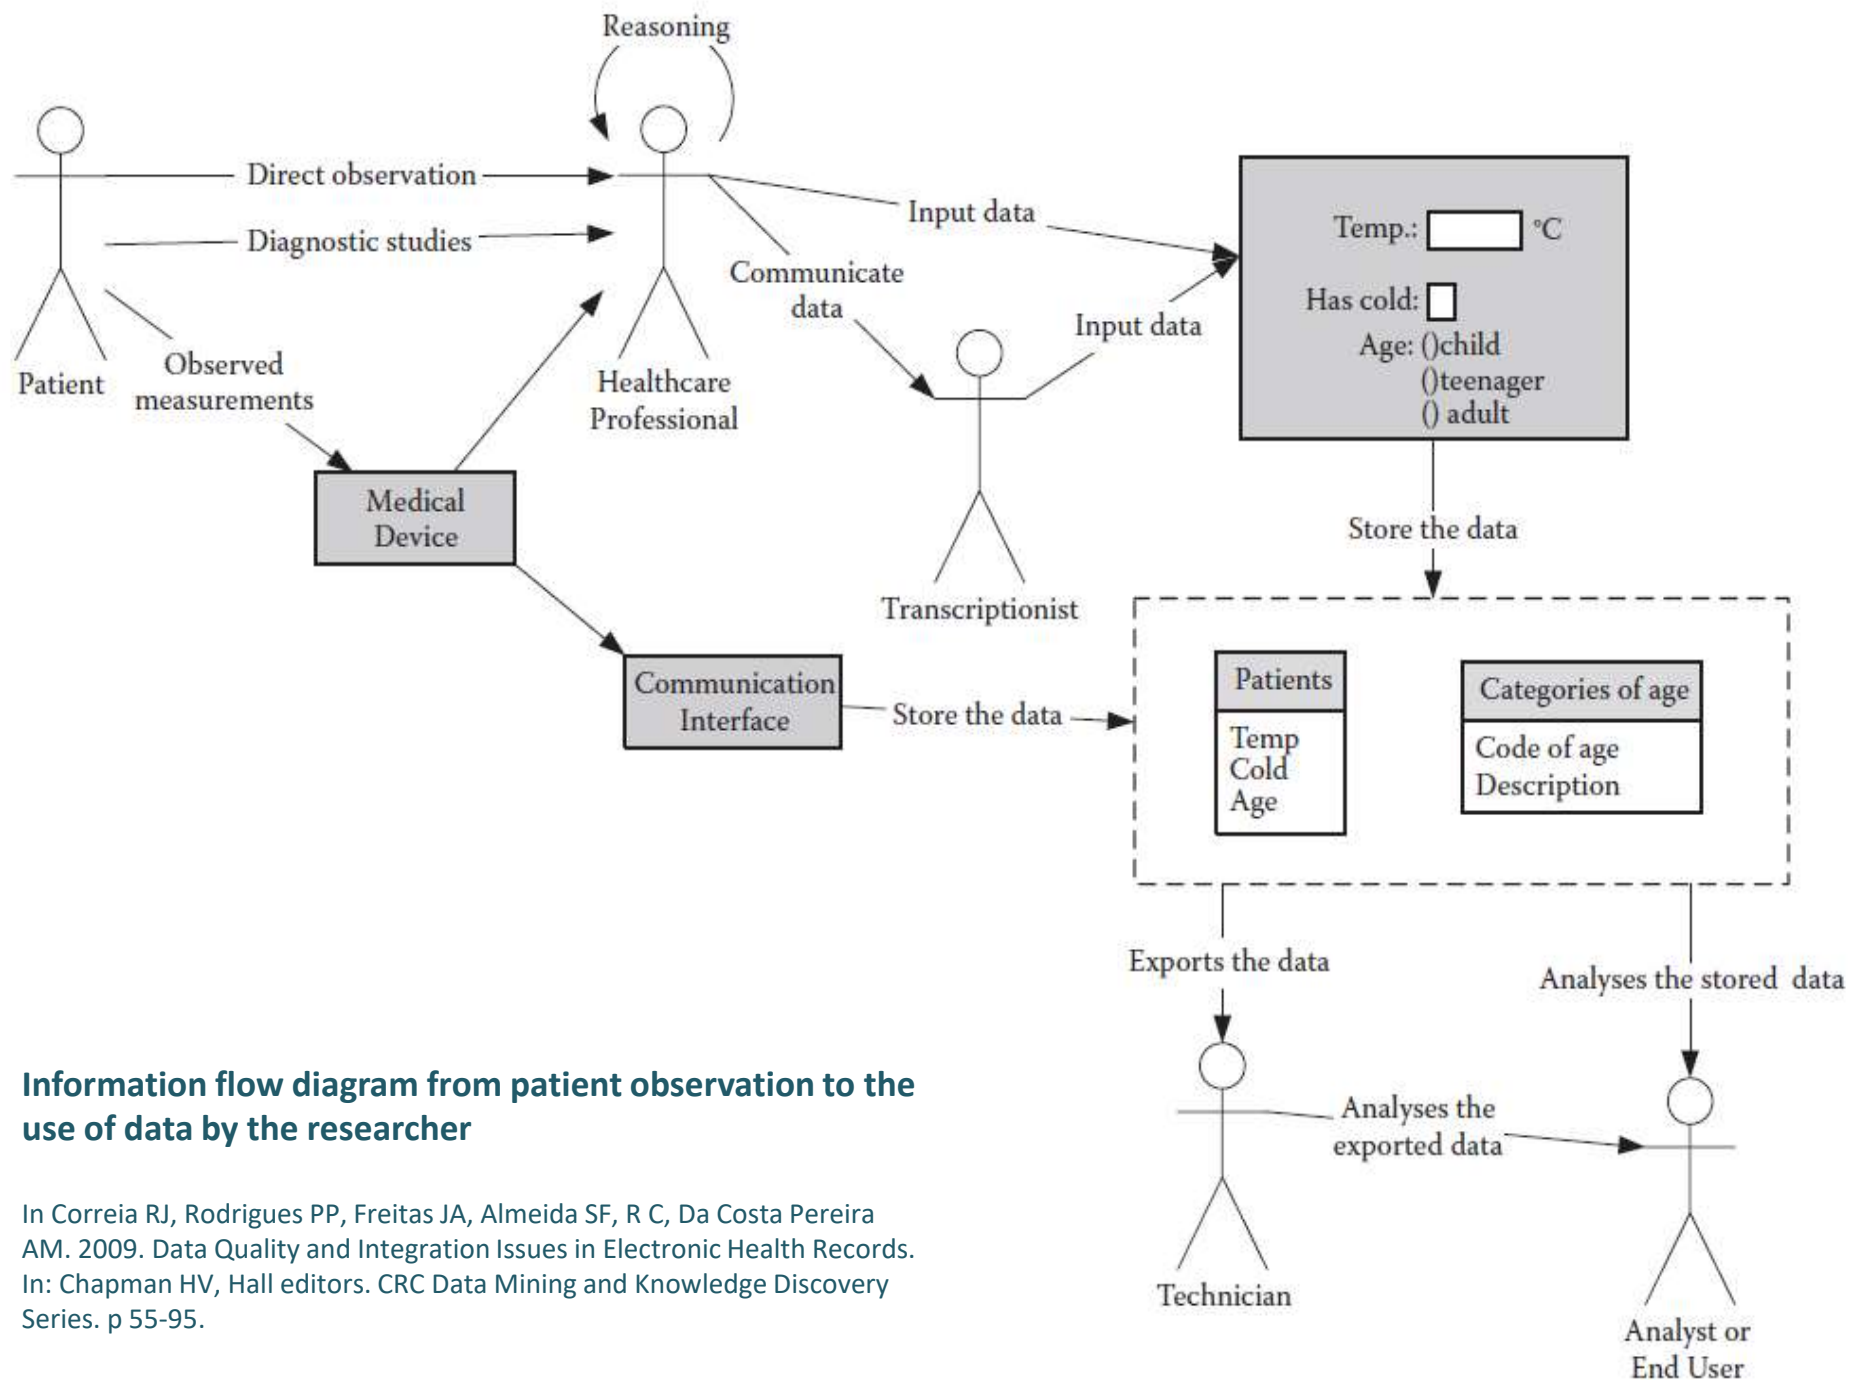 Reasoning
Direct observation
Diagnostic studies
Observed
measurements
Patient
Healthcare
Professional
Medical
Device
Input data
Communicate
data
Input data
Transcriptionist
Temp.: °C
Has cold:
Age: ()child
()teenager
() adult
Store the data
Communication
Interface
Store the data
Patients
Temp
Cold
Age
Categories of age
Code of age
Description
Exports the data
Analyses the stored data
Analyses the
exported data
Technician
Analyst or
End User
Information flow diagram from patient observation to the
use of data by the researcher
In Correia RJ, Rodrigues PP, Freitas JA, Almeida SF, R C, Da Costa Pereira
AM. 2009. Data Quality and Integration Issues in Electronic Health Records.
In: Chapman HV, Hall editors. CRC Data Mining and Knowledge Discovery
Series. p 55-95.